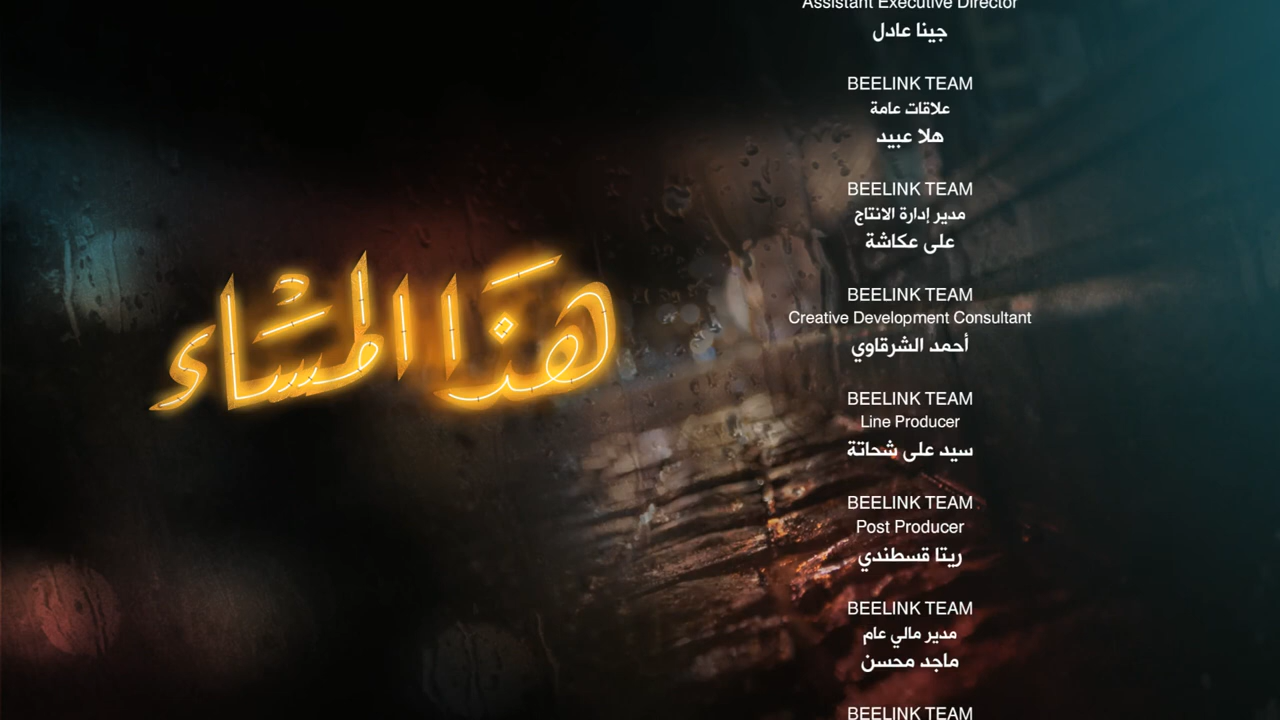 هذا المساء
Assistant Executive Director
جينا عادل
BEELINK TEAM
علاقات عامة
هلا عبيد
BEELINK TEAM
مدير إدارة الانتاج
على عكاشة
BEELINK TEAM
Creative Development Consultant
أحمد الشرقاوي
BEELINK TEAM
Line Producer
سيد على شحاتة
BEELINK TEAM
Post Producer
ريتا قسطندي
BEELINK TEAM
مدير مالي عام
ماجد محسن
BEELINK TEAM